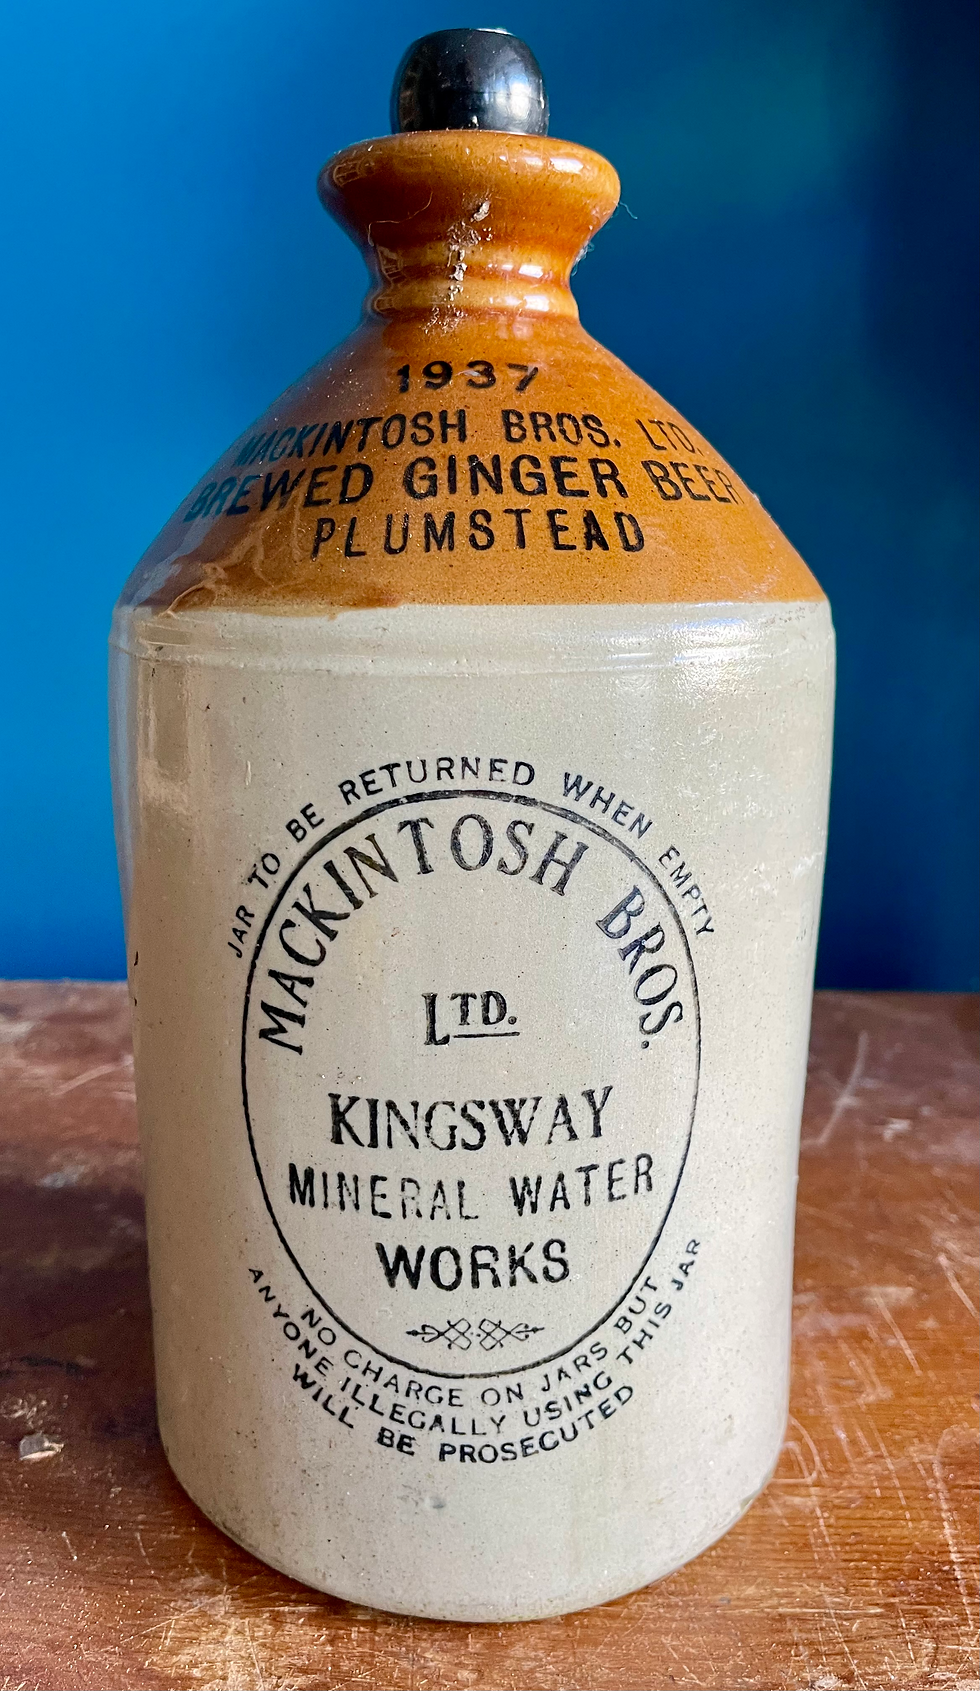 1937
MACKINTOSH BROS. LTD.
BREWED GINGER BEER
PLUMSTEAD
JAR TO BE RETURNED WHEN EMPTY
MACKINTOSH BROS.
LTD.
KINGSWAY
MINERAL WATER
WORKS
NO CHARGE ON JARS BUT
ANYONE ILLEGALLY USING THIS JAR
WILL BE PROSECUTED